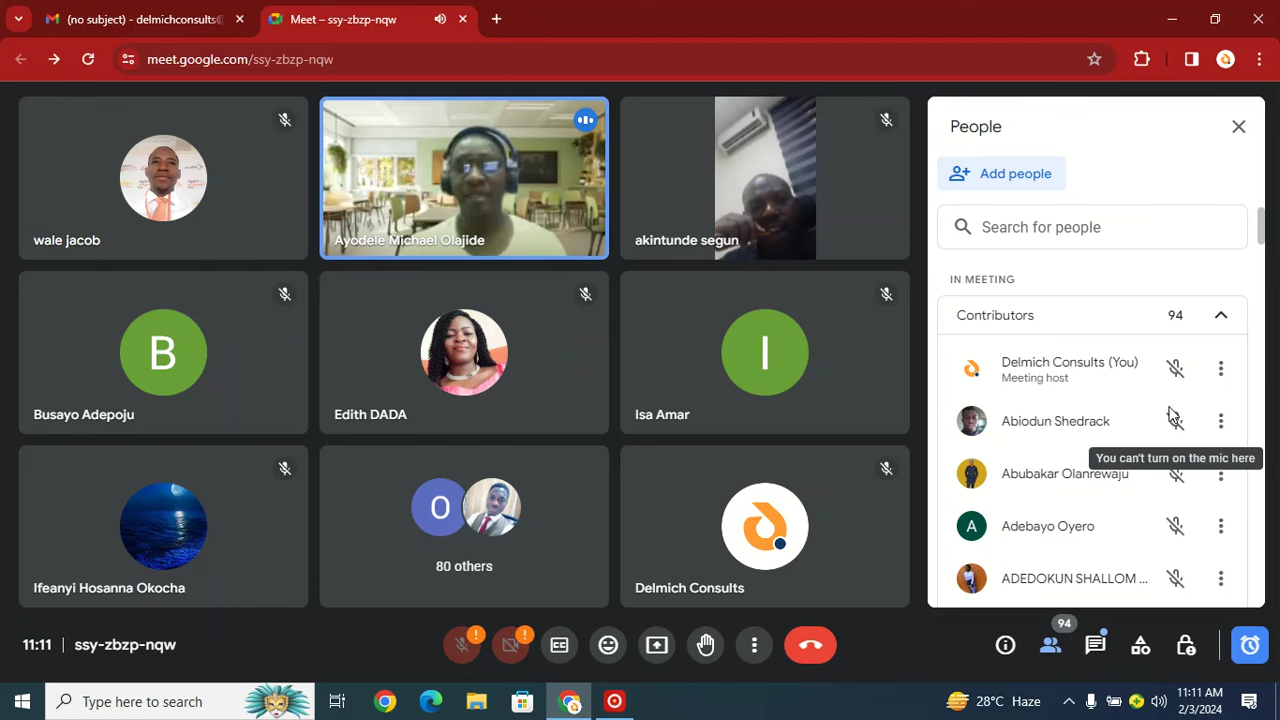 (no subject) - delmichconsults@
Meet – ssy-zbzp-nqw
meet.google.com/ssy-zbzp-nqw
wale jacob
Ayodele Michael Olajide
akintunde segun
B
Busayo Adepoju
Edith DADA
I
Isa Amar
Ifeanyi Hosanna Okocha
O
80 others
Delmich Consults
People
Add people
Search for people
IN MEETING
Contributors 94
Delmich Consults (You)
Meeting host
Abiodun Shedrack
You can't turn on the mic here
Abubakar Olanrewaju
A
Adebayo Oyero
ADEDOKUN SHALLOM ...
11:11 | ssy-zbzp-nqw
94
Type here to search
28°C Haze
11:11 AM
2/3/2024